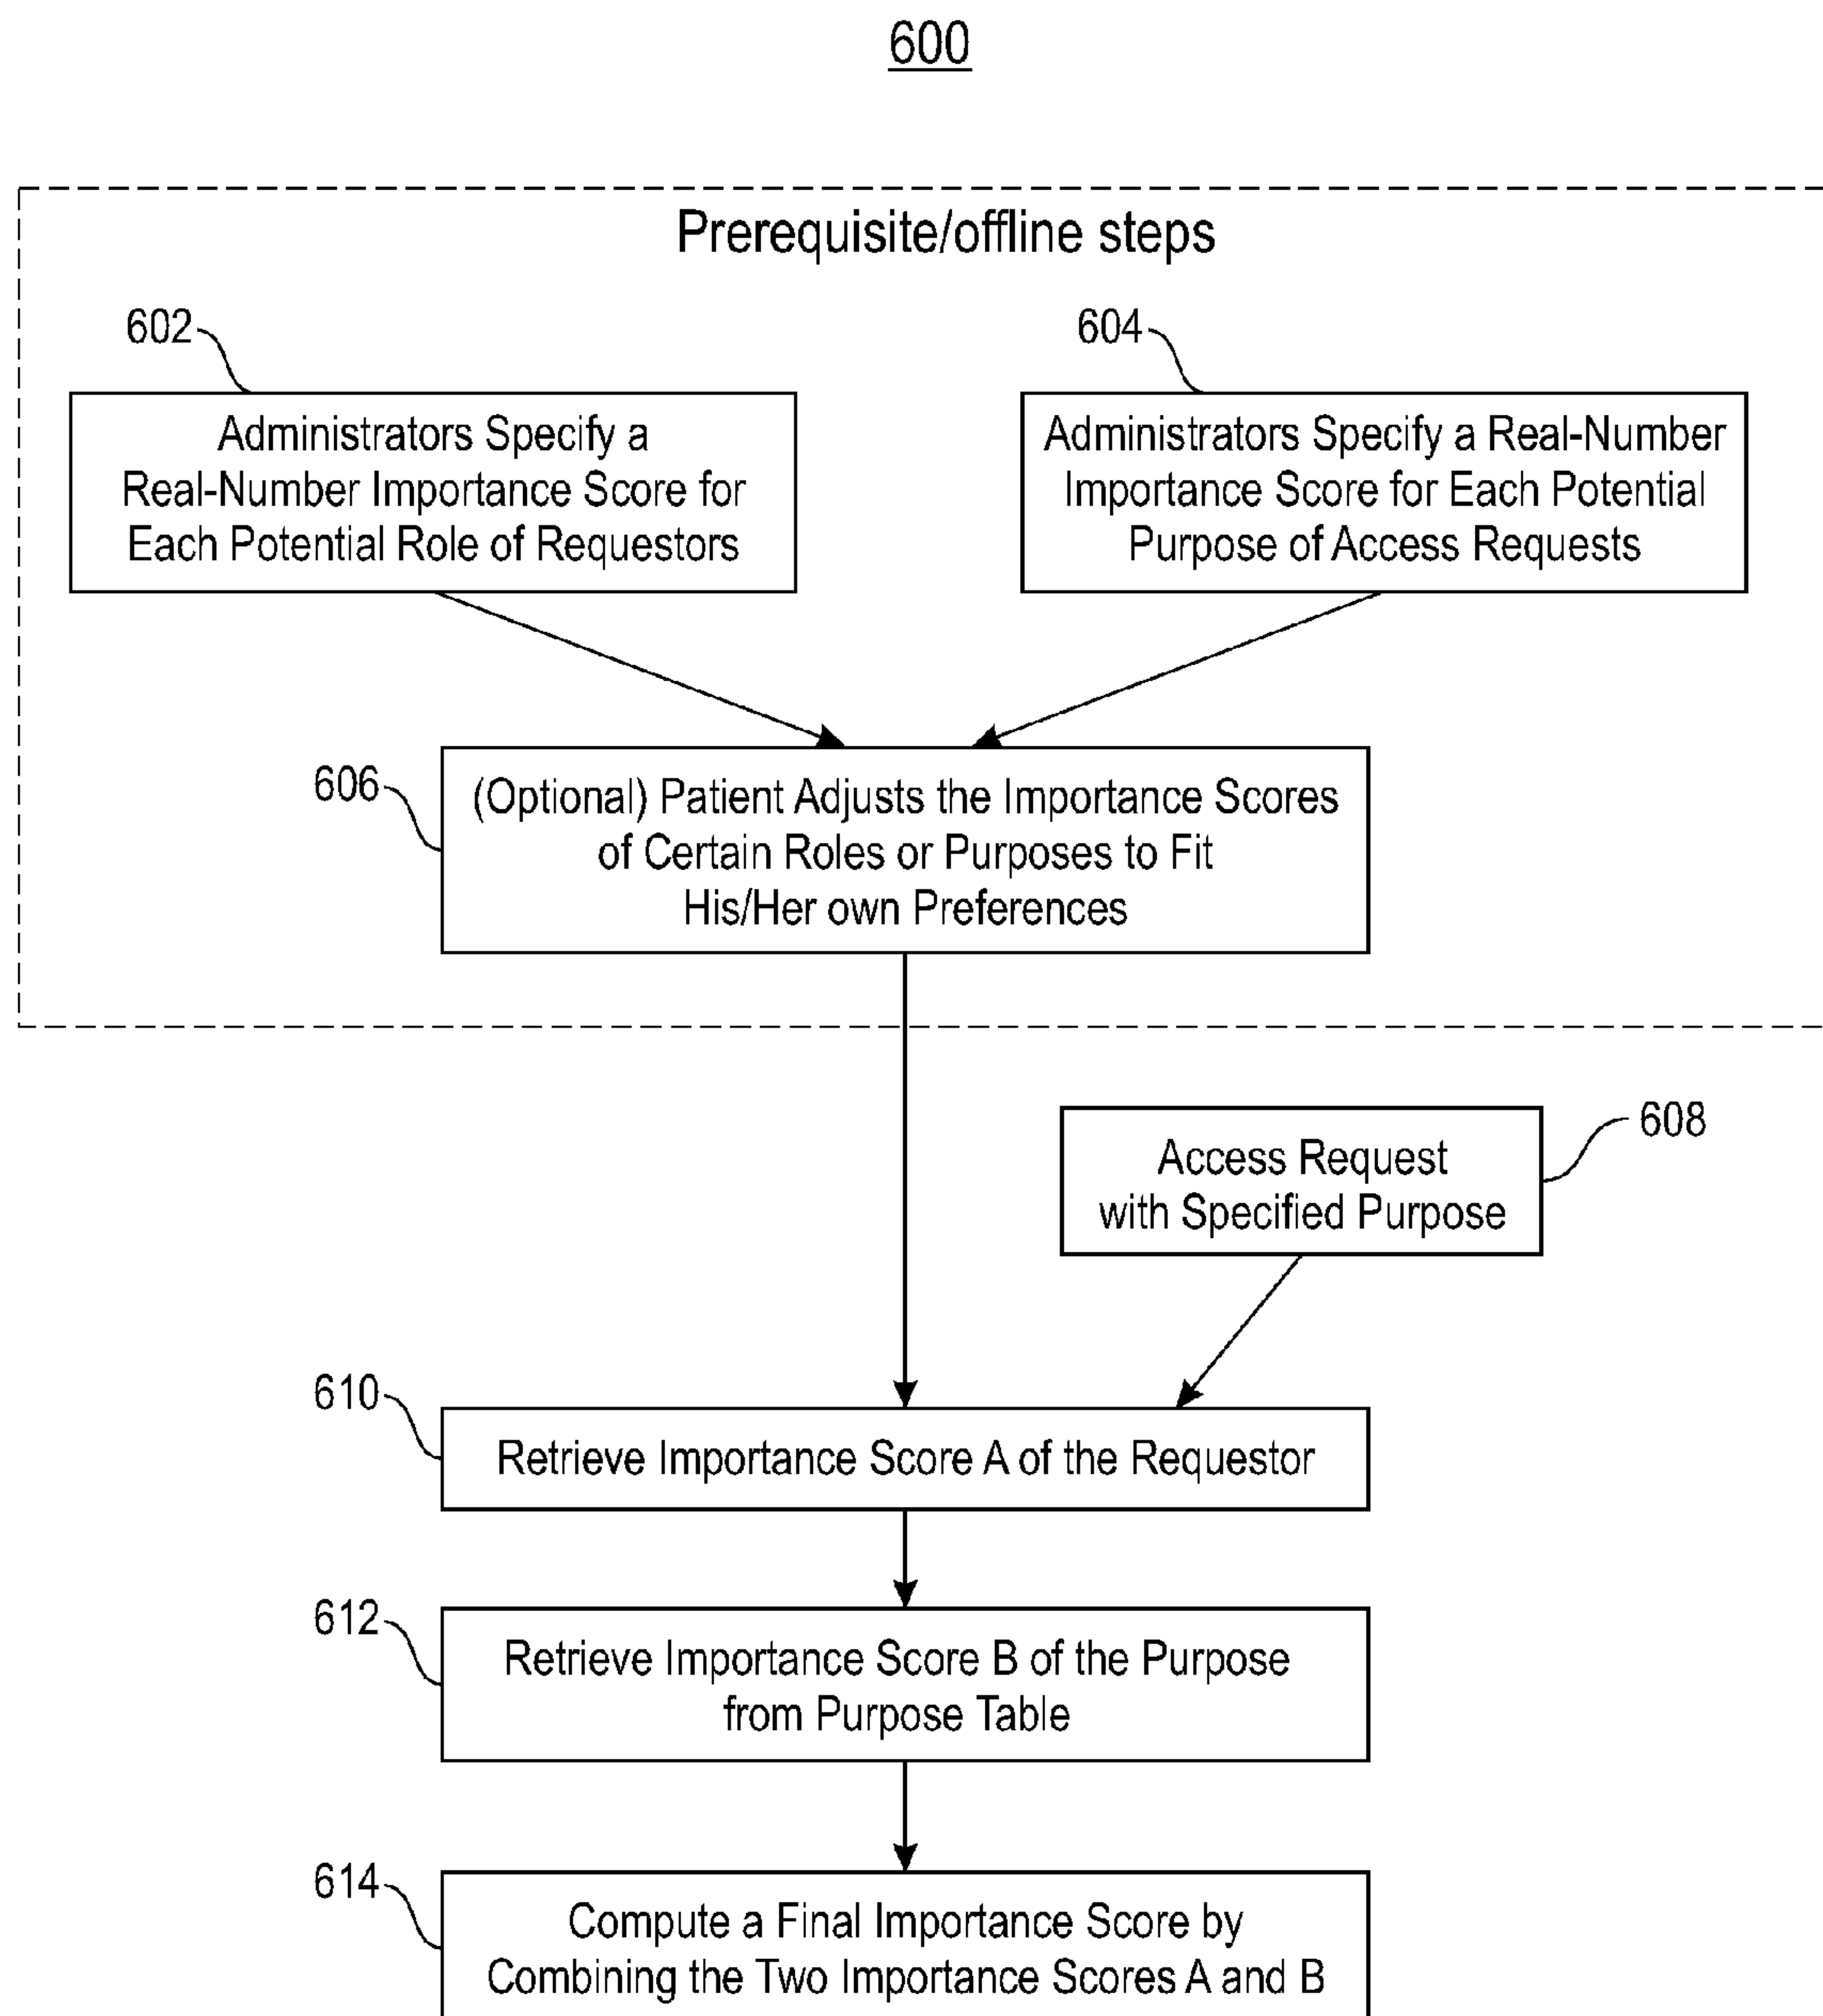 600
Prerequisite/offline steps
602
604
Administrators Specify a
Real-Number Importance Score for
Each Potential Role of Requestors
Administrators Specify a Real-Number
Importance Score for Each Potential
Purpose of Access Requests
606
(Optional) Patient Adjusts the Importance Scores
of Certain Roles or Purposes to Fit
His/Her own Preferences
608
Access Request
with Specified Purpose
610
Retrieve Importance Score A of the Requestor
612
Retrieve Importance Score B of the Purpose
from Purpose Table
614
Compute a Final Importance Score by
Combining the Two Importance Scores A and B